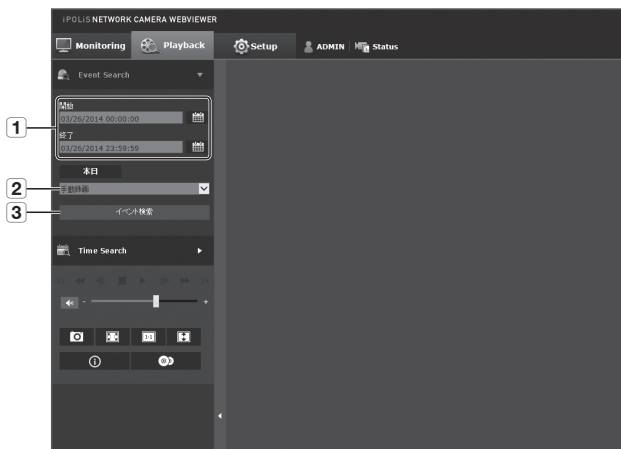 iPOLiS NETWORK CAMERA WEBVIEWER
Monitoring
Playback
Setup
ADMIN
Status
Event Search
開始
03/26/2014 00:00:00
終了
03/26/2014 23:59:59
本日
手動録画
イベント検索
Time Search
- +
1:1
1
2
3